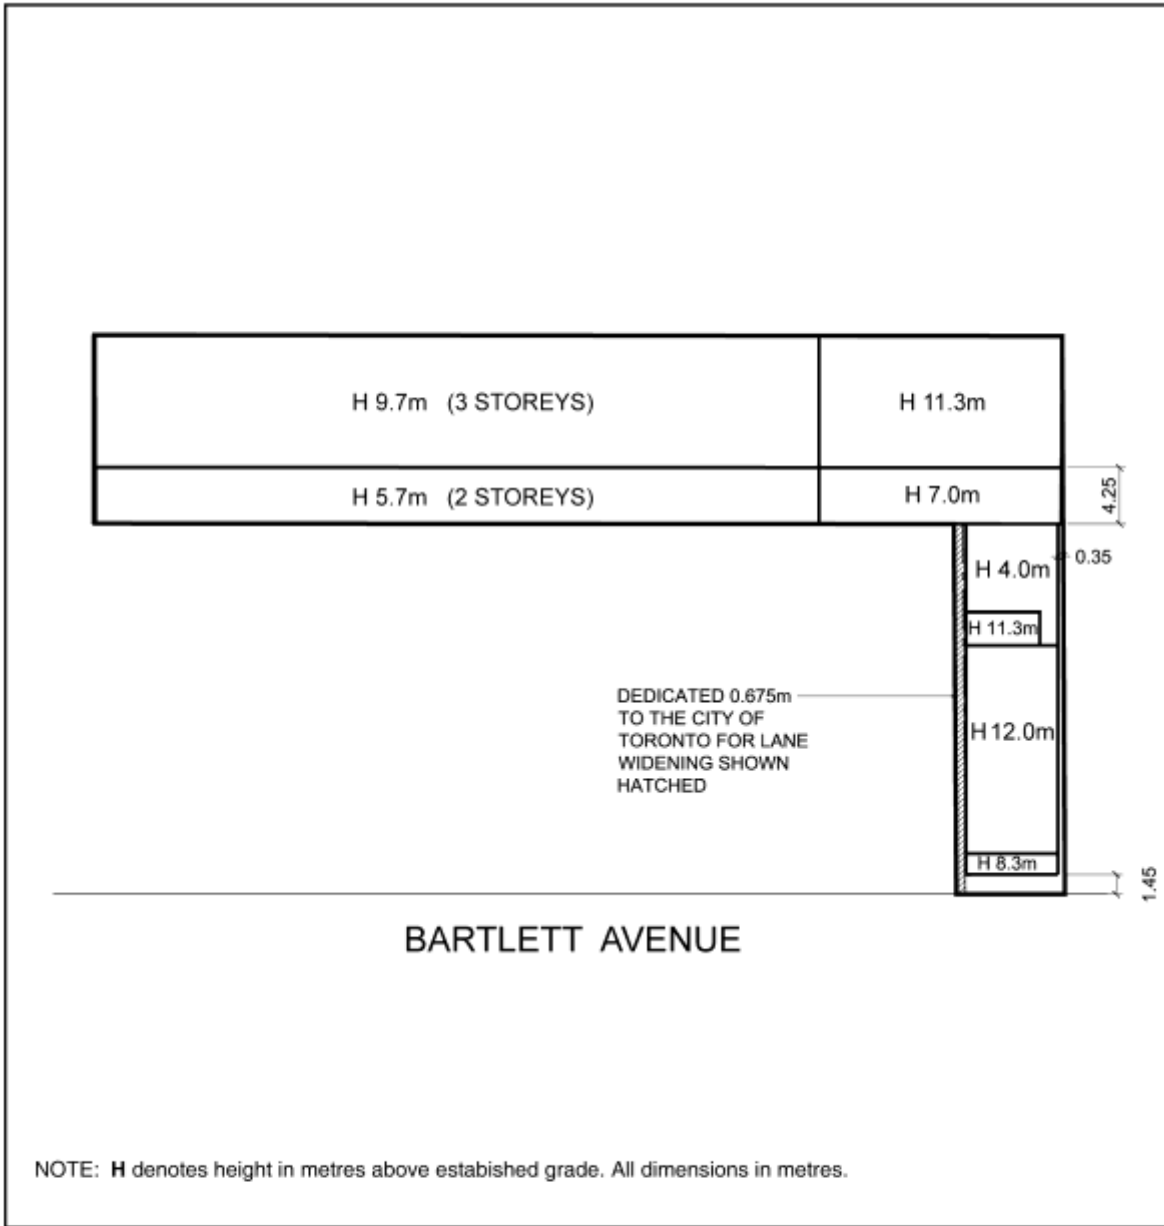 H 9.7m (3 STOREYS)
H 11.3m
H 5.7m (2 STOREYS)
H 7.0m
4.25
H 4.0m
0.35
H 11.3m
DEDICATED 0.675m
TO THE CITY OF
TORONTO FOR LANE
WIDENING SHOWN
HATCHED
H 12.0m
H 8.3m
1.45
BARTLETT AVENUE
NOTE: H denotes height in metres above estabished grade. All dimensions in metres.